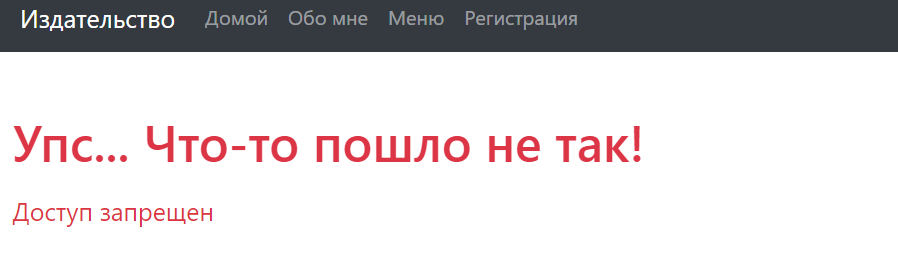 Издательство Домой Обо мне Меню Регистрация
Упс... Что-то пошло не так!
Доступ запрещен